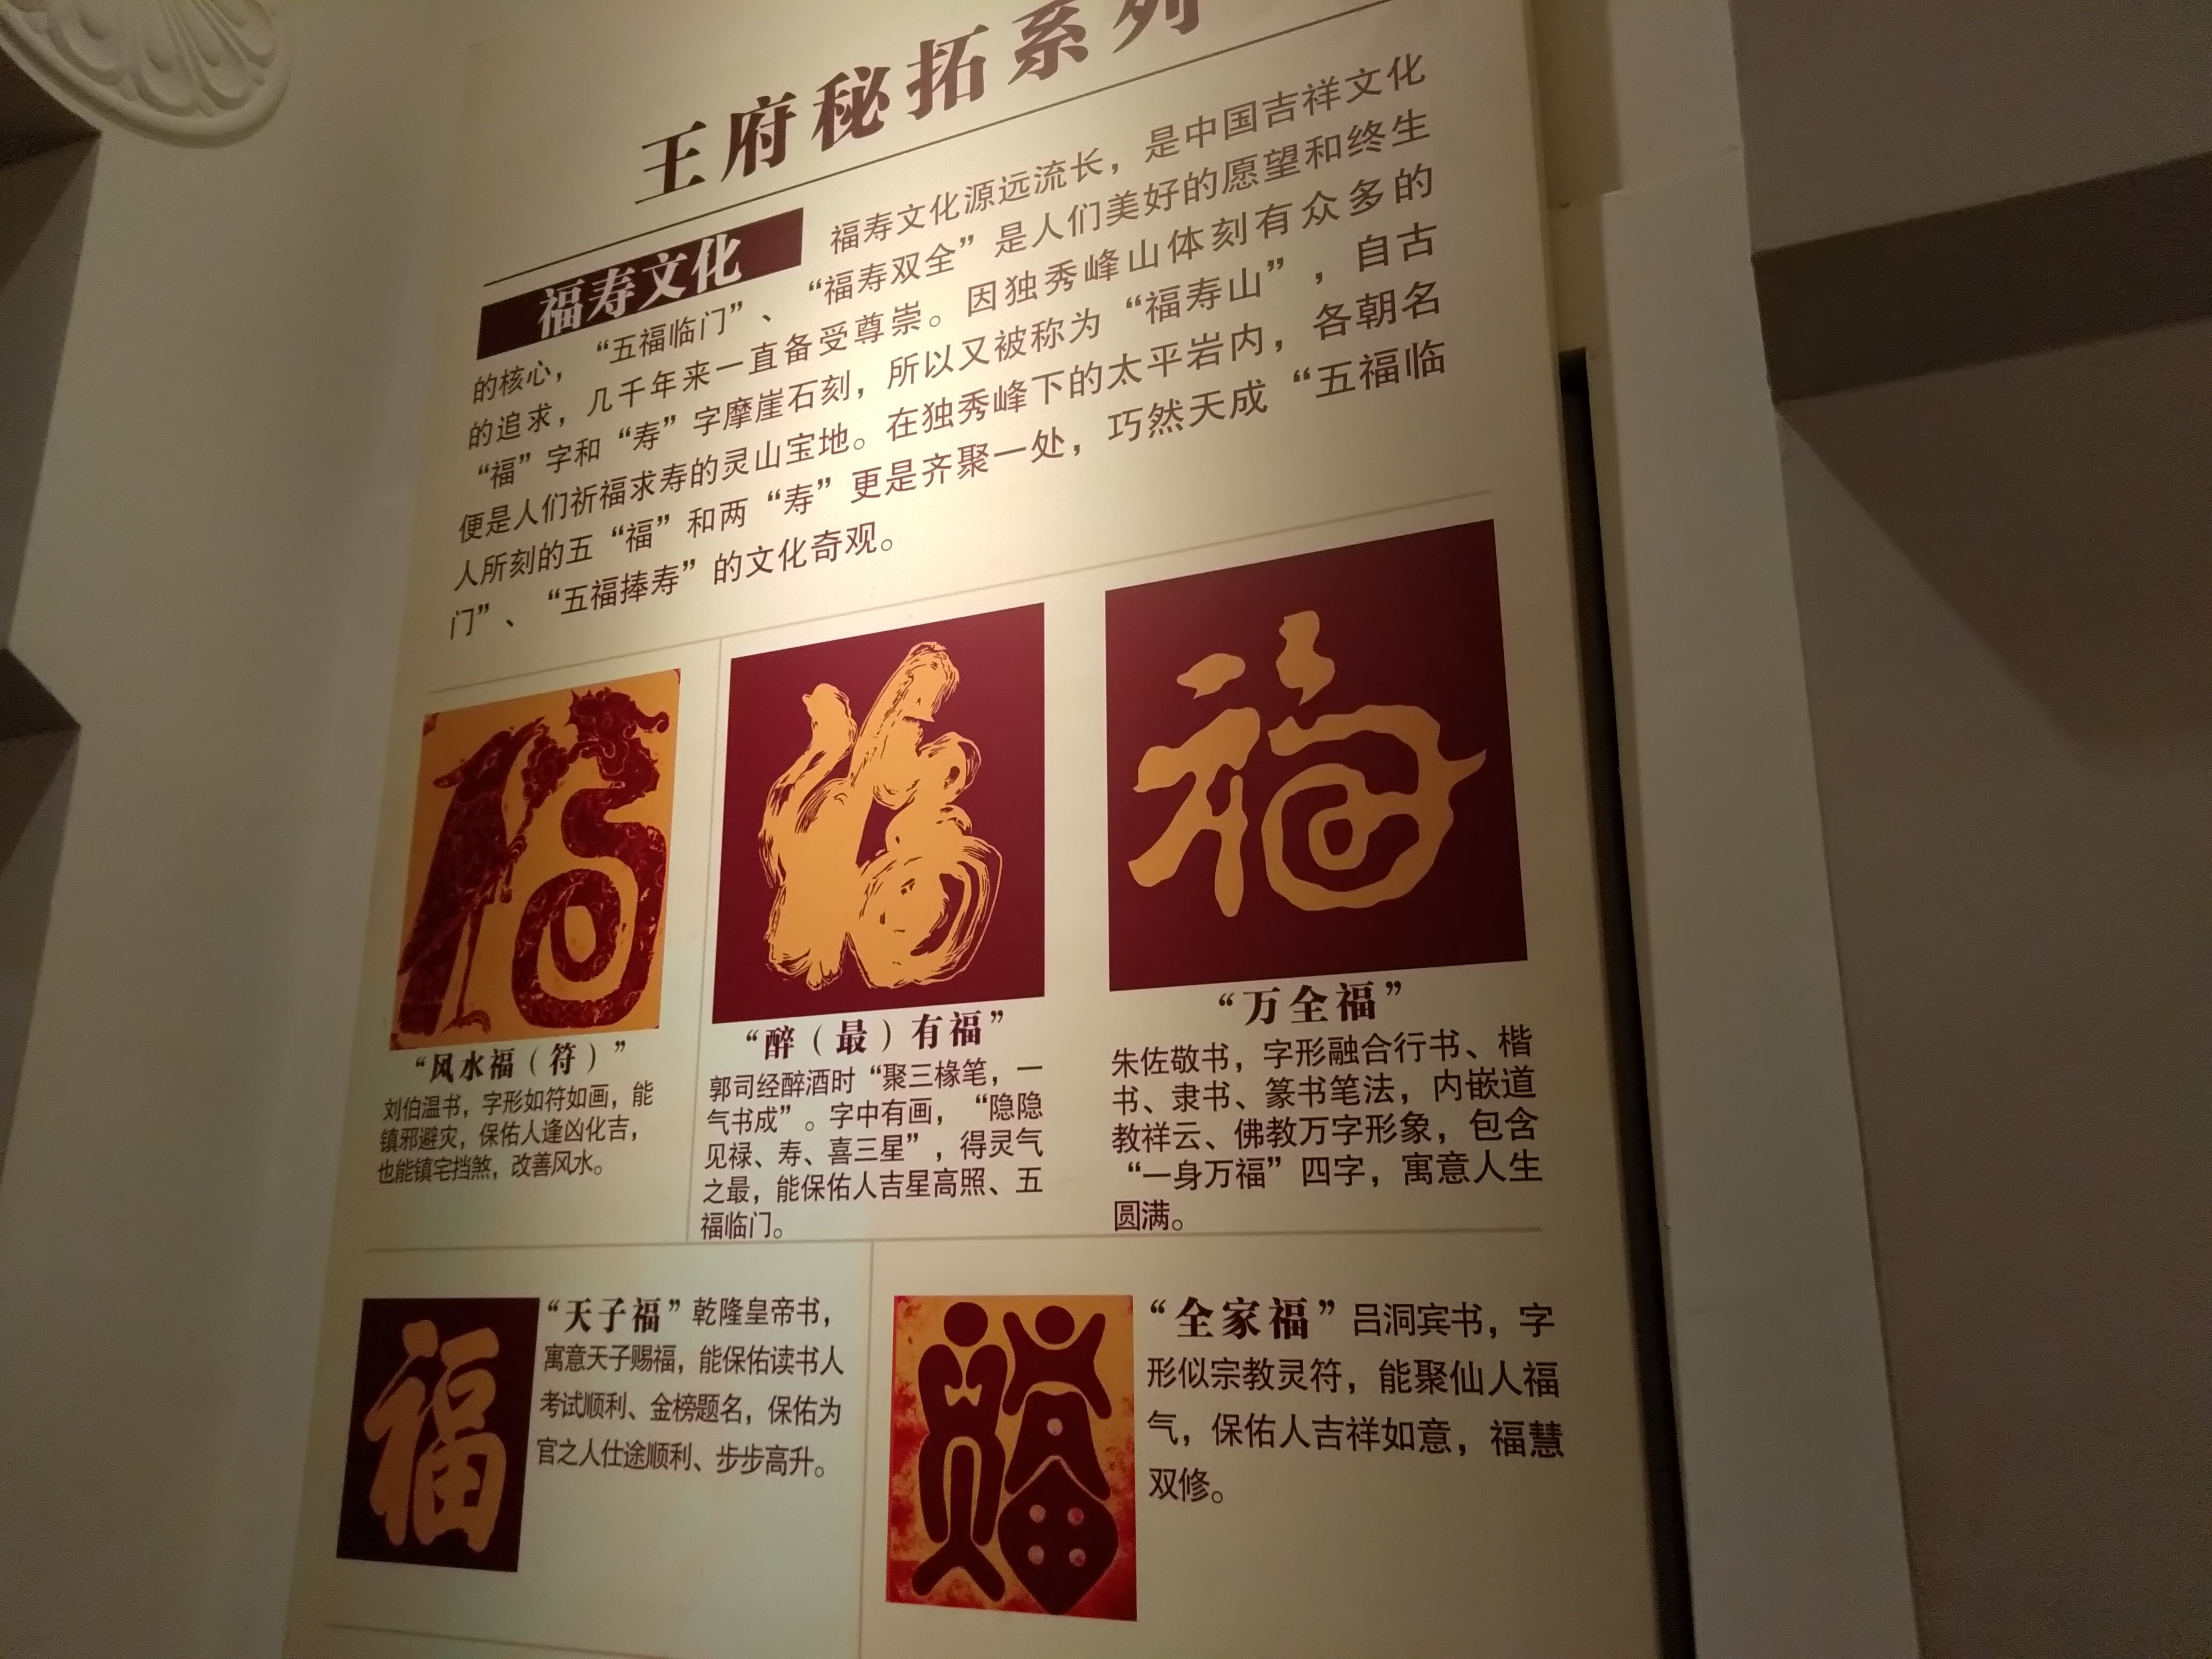 王府秘拓系列
福寿文化
福寿文化源远流长，是中国吉祥文化
的核心，“五福临门”、“福寿双全”是人们美好的愿望和终生
的追求，几千年来一直备受尊崇。因独秀峰山体刻有众多的
“福”字和“寿”字摩崖石刻，所以又被称为“福寿山”，自古
便是人们祈福求寿的灵山宝地。在独秀峰下的太平岩内，各朝名
人所刻的五“福”和两“寿”更是齐聚一处，巧然天成“五福临
门”、“五福捧寿”的文化奇观。
福
福
福
“风水福（符）”
刘伯温书，字形如符如画，能
镇邪避灾，保佑人逢凶化吉，
也能镇宅挡煞，改善风水。
“醉（最）有福”
郭司经醉酒时“聚三椽笔，一
气书成”。字中有画，“隐隐
见禄、寿、喜三星”，得灵气
之最，能保佑人吉星高照、五
福临门。
“万全福”
朱佐敬书，字形融合行书、楷
书、隶书、篆书笔法，内嵌道
教祥云、佛教万字形象，包含
“一身万福”四字，寓意人生
圆满。
福
“天子福”乾隆皇帝书，
寓意天子赐福，能保佑读书人
考试顺利、金榜题名，保佑为
官之人仕途顺利、步步高升。
福
“全家福”吕洞宾书，字
形似宗教灵符，能聚仙人福
气，保佑人吉祥如意，福慧
双修。